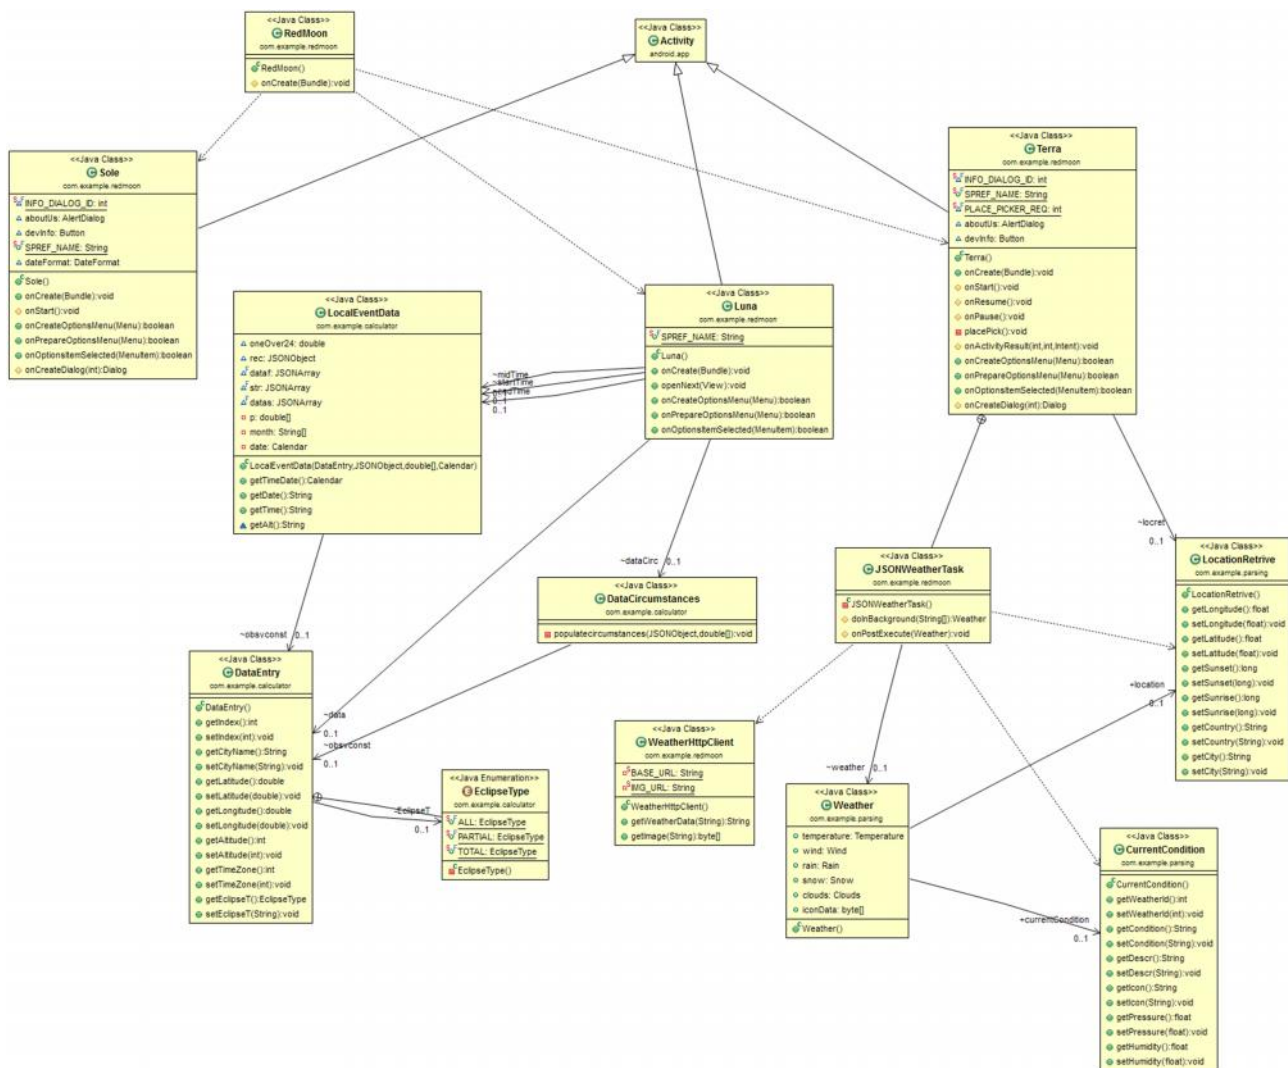 <<Java Class>>
RedMoon
com.example.redmoon
RedMoon()
onCreate(Bundle):void
<<Java Class>>
Activity
android.app
<<Java Class>>
Sole
com.example.redmoon
INFO_DIALOG_ID: int
aboutUs: AlertDialog
devInfo: Button
SPREF_NAME: String
dateFormat: DateFormat
Sole()
onCreate(Bundle):void
onStart():void
onCreateOptionsMenu(Menu):boolean
onPrepareOptionsMenu(Menu):boolean
onOptionsItemSelected(MenuItem):boolean
onCreateDialog(int):Dialog
<<Java Class>>
Terra
com.example.redmoon
INFO_DIALOG_ID: int
SPREF_NAME: String
PLACE_PICKER_REQ: int
aboutUs: AlertDialog
devInfo: Button
Terra()
onCreate(Bundle):void
onStart():void
onResume():void
onPause():void
placePick():void
onActivityResult(int,int,Intent):void
onCreateOptionsMenu(Menu):boolean
onPrepareOptionsMenu(Menu):boolean
onOptionsItemSelected(MenuItem):boolean
onCreateDialog(int):Dialog
<<Java Class>>
LocalEventData
com.example.calculator
oneOver24: double
rec: JSONObject
dataf: JSONArray
str: JSONArray
datas: JSONArray
p: double[]
month: String[]
date: Calendar
LocalEventData(DataEntry,JSONObject,double[],Calendar)
getTimeDate():Calendar
getDate():String
getTime():String
getAlt():String
<<Java Class>>
Luna
com.example.redmoon
SPREF_NAME: String
Luna()
onCreate(Bundle):void
openNext(View):void
onCreateOptionsMenu(Menu):boolean
onPrepareOptionsMenu(Menu):boolean
onOptionsItemSelected(MenuItem):boolean
~midTime
~startTime
0..1
~locret
0..1
<<Java Class>>
LocationRetrive
com.example.parsing
LocationRetrive()
getLongitude():float
setLongitude(float):void
getLatitude():float
setLatitude(float):void
getSunset():long
setSunset(long):void
getSunrise():long
setSunrise(long):void
getCountry():String
setCountry(String):void
getCity():String
setCity(String):void
<<Java Class>>
JSONWeatherTask
com.example.redmoon
JSONWeatherTask()
doInBackground(String[]):Weather
onPostExecute(Weather):void
~dataCirc 0..1
<<Java Class>>
DataCircumstances
com.example.calculator
populatecircumstances(JSONObject,double[]):void
~obsvconst 0..1
<<Java Class>>
DataEntry
com.example.calculator
DataEntry()
getIndex():int
setIndex(int):void
getCityName():String
setCityName(String):void
getLatitude():double
setLatitude(double):void
getLongitude():double
setLongitude(double):void
getAltitude():int
setAltitude(int):void
getTimeZone():int
setTimeZone(int):void
getEclipseT():EclipseType
setEclipseT(String):void
~data
0..1
~obsvconst
0..1
-EclipseT
0..1
<<Java Enumeration>>
EclipseType
com.example.calculator
ALL: EclipseType
PARTIAL: EclipseType
TOTAL: EclipseType
EclipseType()
<<Java Class>>
WeatherHttpClient
com.example.redmoon
BASE_URL: String
IMG_URL: String
WeatherHttpClient()
getWeatherData(String):String
getImage(String):byte[]
~weather 0..1
<<Java Class>>
Weather
com.example.parsing
temperature: Temperature
wind: Wind
rain: Rain
snow: Snow
clouds: Clouds
iconData: byte[]
Weather()
+location
0..1
+currentCondition
0..1
<<Java Class>>
CurrentCondition
com.example.parsing
CurrentCondition()
getWeatherId():int
setWeatherId(int):void
getCondition():String
setCondition(String):void
getDescr():String
setDescr(String):void
getIcon():String
setIcon(String):void
getPressure():float
setPressure(float):void
getHumidity():float
setHumidity(float):void